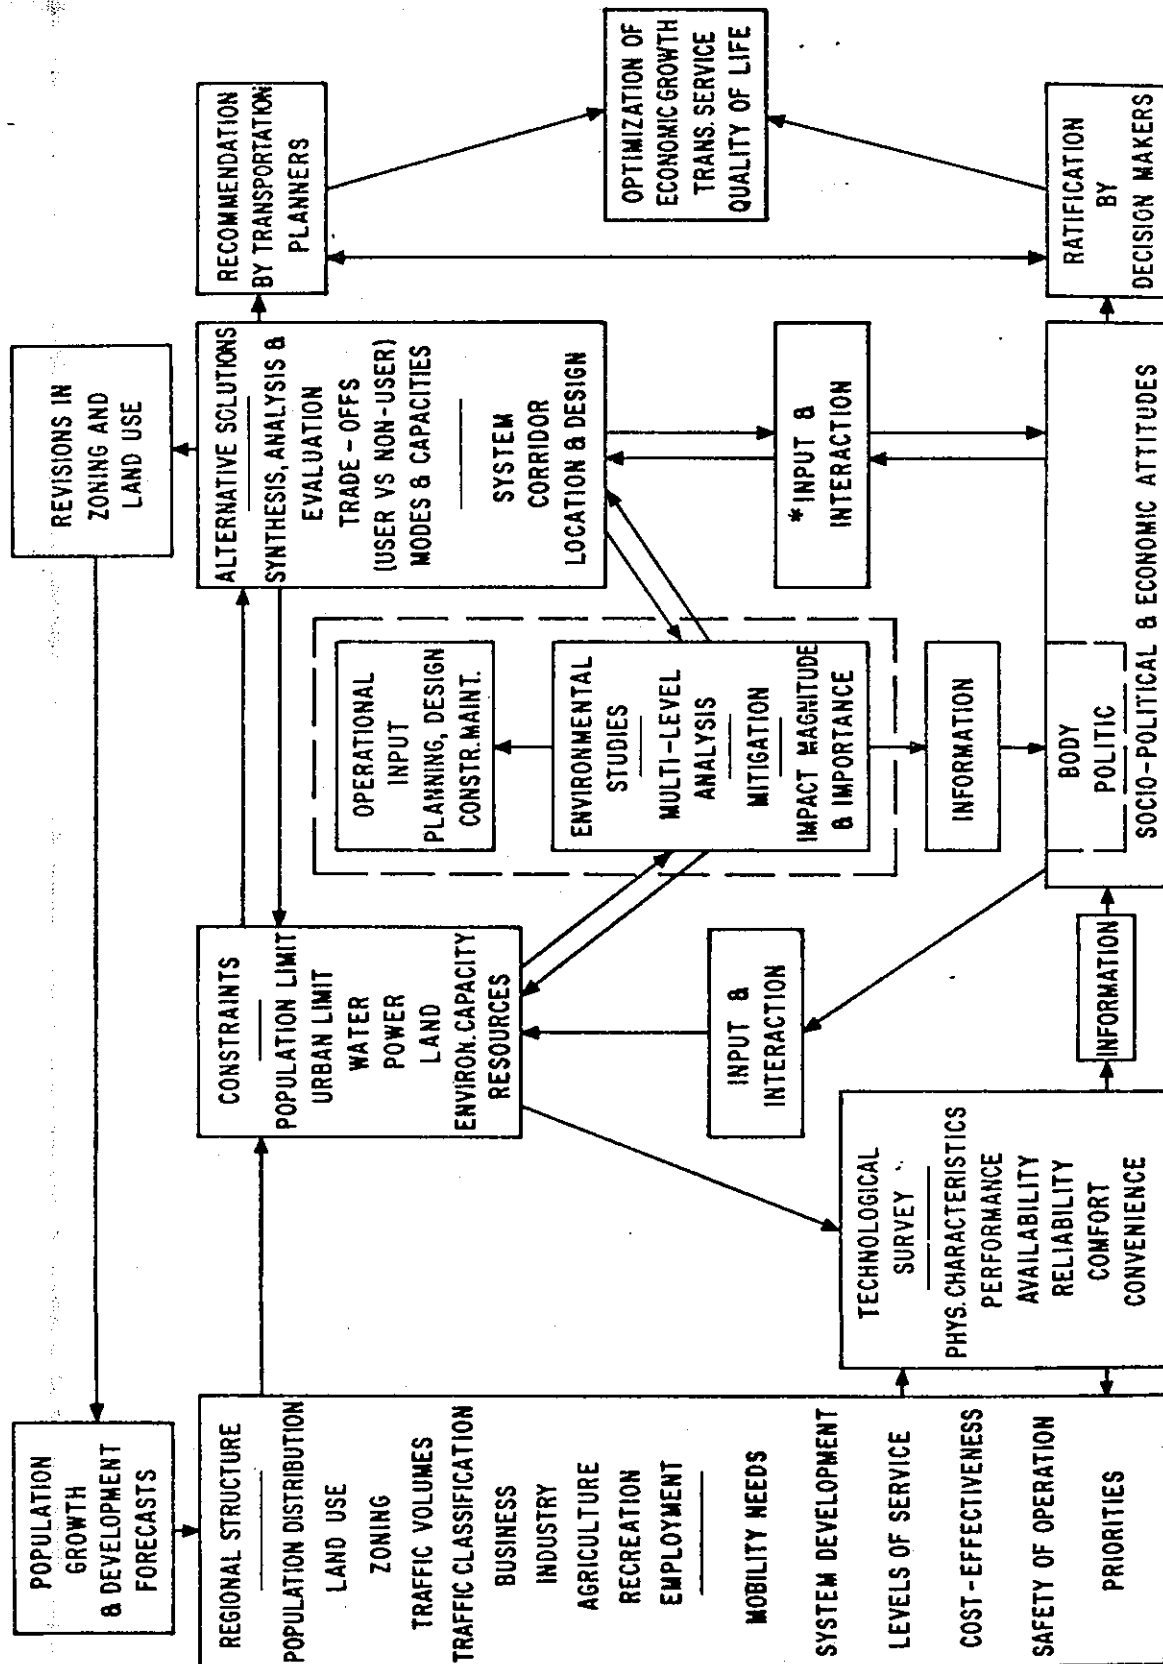 POPULATION
GROWTH
& DEVELOPMENT
FORECASTS
REGIONAL STRUCTURE
POPULATION DISTRIBUTION
LAND USE
ZONING
TRAFFIC VOLUMES
TRAFFIC CLASSIFICATION
BUSINESS
INDUSTRY
AGRICULTURE
RECREATION
EMPLOYMENT
MOBILITY NEEDS
SYSTEM DEVELOPMENT
LEVELS OF SERVICE
COST-EFFECTIVENESS
SAFETY OF OPERATION
PRIORITIES
CONSTRAINTS
POPULATION LIMIT
URBAN LIMIT
WATER
POWER
LAND
ENVIRON. CAPACITY
RESOURCES
INPUT &
INTERACTION
TECHNOLOGICAL
SURVEY
PHYS. CHARACTERISTICS
PERFORMANCE
AVAILABILITY
RELIABILITY
COMFORT
CONVENIENCE
INFORMATION
OPERATIONAL
INPUT
PLANNING, DESIGN
CONSTR. MAINT.
ENVIRONMENTAL
STUDIES
MULTI-LEVEL
ANALYSIS
MITIGATION
IMPACT MAGNITUDE
& IMPORTANCE
INFORMATION
BODY
POLITIC
SOCIO-POLITICAL & ECONOMIC ATTITUDES
REVISIONS IN
ZONING AND
LAND USE
ALTERNATIVE SOLUTIONS
SYNTHESIS, ANALYSIS &
EVALUATION
TRADE-OFFS
(USER VS NON-USER)
MODES & CAPACITIES
SYSTEM
CORRIDOR
LOCATION & DESIGN
*INPUT &
INTERACTION
RECOMMENDATION
BY TRANSPORTATION
PLANNERS
OPTIMIZATION OF
ECONOMIC GROWTH
TRANS. SERVICE
QUALITY OF LIFE
RATIFICATION
BY
DECISION MAKERS